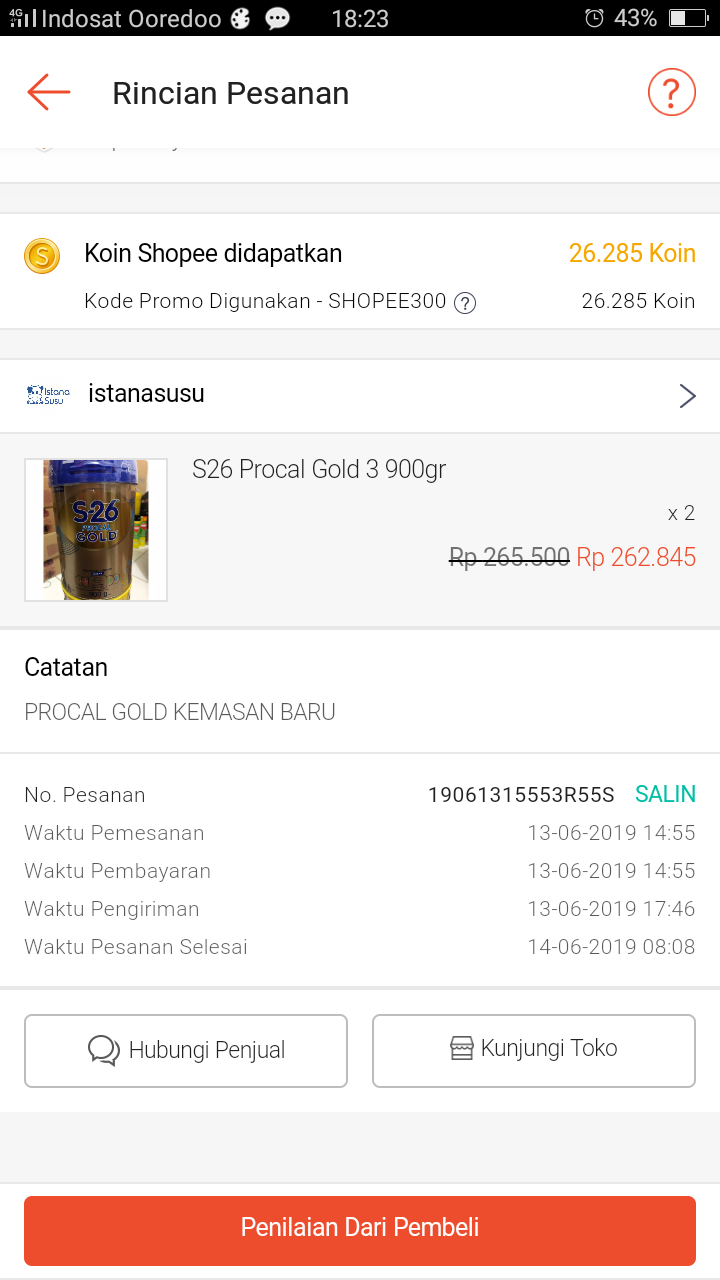 4G Indosat Ooredoo 18:23 43%
Rincian Pesanan ?
S Koin Shopee didapatkan 26.285 Koin
Kode Promo Digunakan - SHOPEE300 ? 26.285 Koin
Istana Susu istanasusu
S26 Procal Gold 3 900gr
S-26
PROCAL
GOLD
x 2
Rp 265.500 Rp 262.845
Catatan
PROCAL GOLD KEMASAN BARU
No. Pesanan 19061315553R55S SALIN
Waktu Pemesanan 13-06-2019 14:55
Waktu Pembayaran 13-06-2019 14:55
Waktu Pengiriman 13-06-2019 17:46
Waktu Pesanan Selesai 14-06-2019 08:08
Hubungi Penjual Kunjungi Toko
Penilaian Dari Pembeli